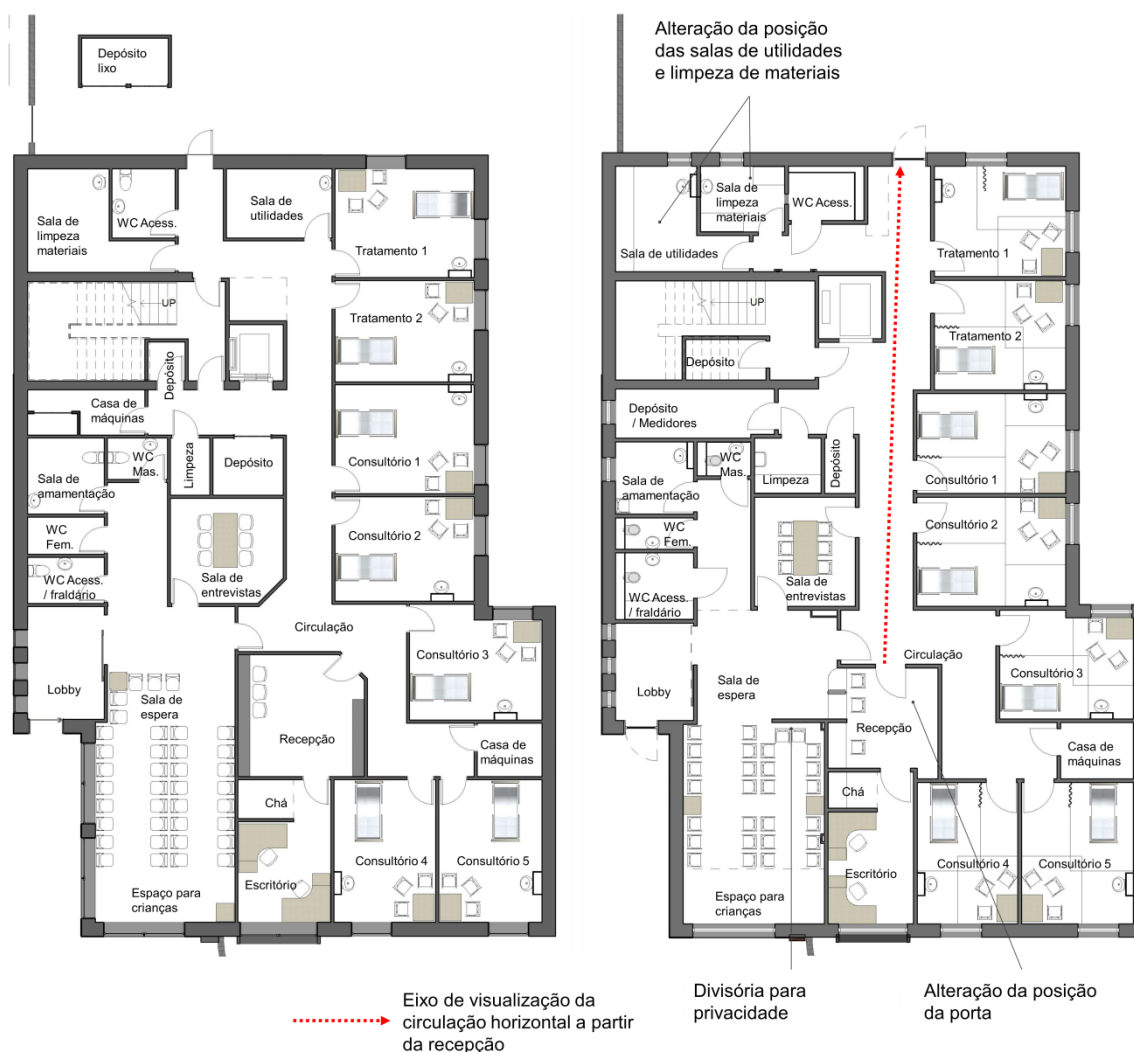 Alteração da posição
das salas de utilidades
e limpeza de materiais
Depósito
lixo
Sala de
limpeza
materiais
WC Acess.
Sala de
utilidades
Tratamento 1
UP
Tratamento 2
Depósito
Casa de
máquinas
WC
Mas.
Limpeza
Depósito
Consultório 1
Sala de
amamentação
WC
Fem.
Consultório 2
WC Acess.
/ fraldário
Sala de
entrevistas
Circulação
Consultório 3
Lobby
Sala de
espera
Recepção
Casa de
máquinas
Chá
Consultório 4
Consultório 5
Escritório
Espaço para
crianças
Sala de utilidades
Sala de
limpeza
materiais
WC Acess.
Tratamento 1
UP
Tratamento 2
Depósito
Depósito
/ Medidores
WC
Mas.
Limpeza
Depósito
Consultório 1
Sala de
amamentação
WC
Fem.
Consultório 2
WC Acess.
/ fraldário
Sala de
entrevistas
Circulação
Consultório 3
Lobby
Sala de
espera
Recepção
Casa de
máquinas
Chá
Consultório 4
Consultório 5
Escritório
Espaço para
crianças
Eixo de visualização da
circulação horizontal a partir
da recepção
Divisória para
privacidade
Alteração da posição
da porta